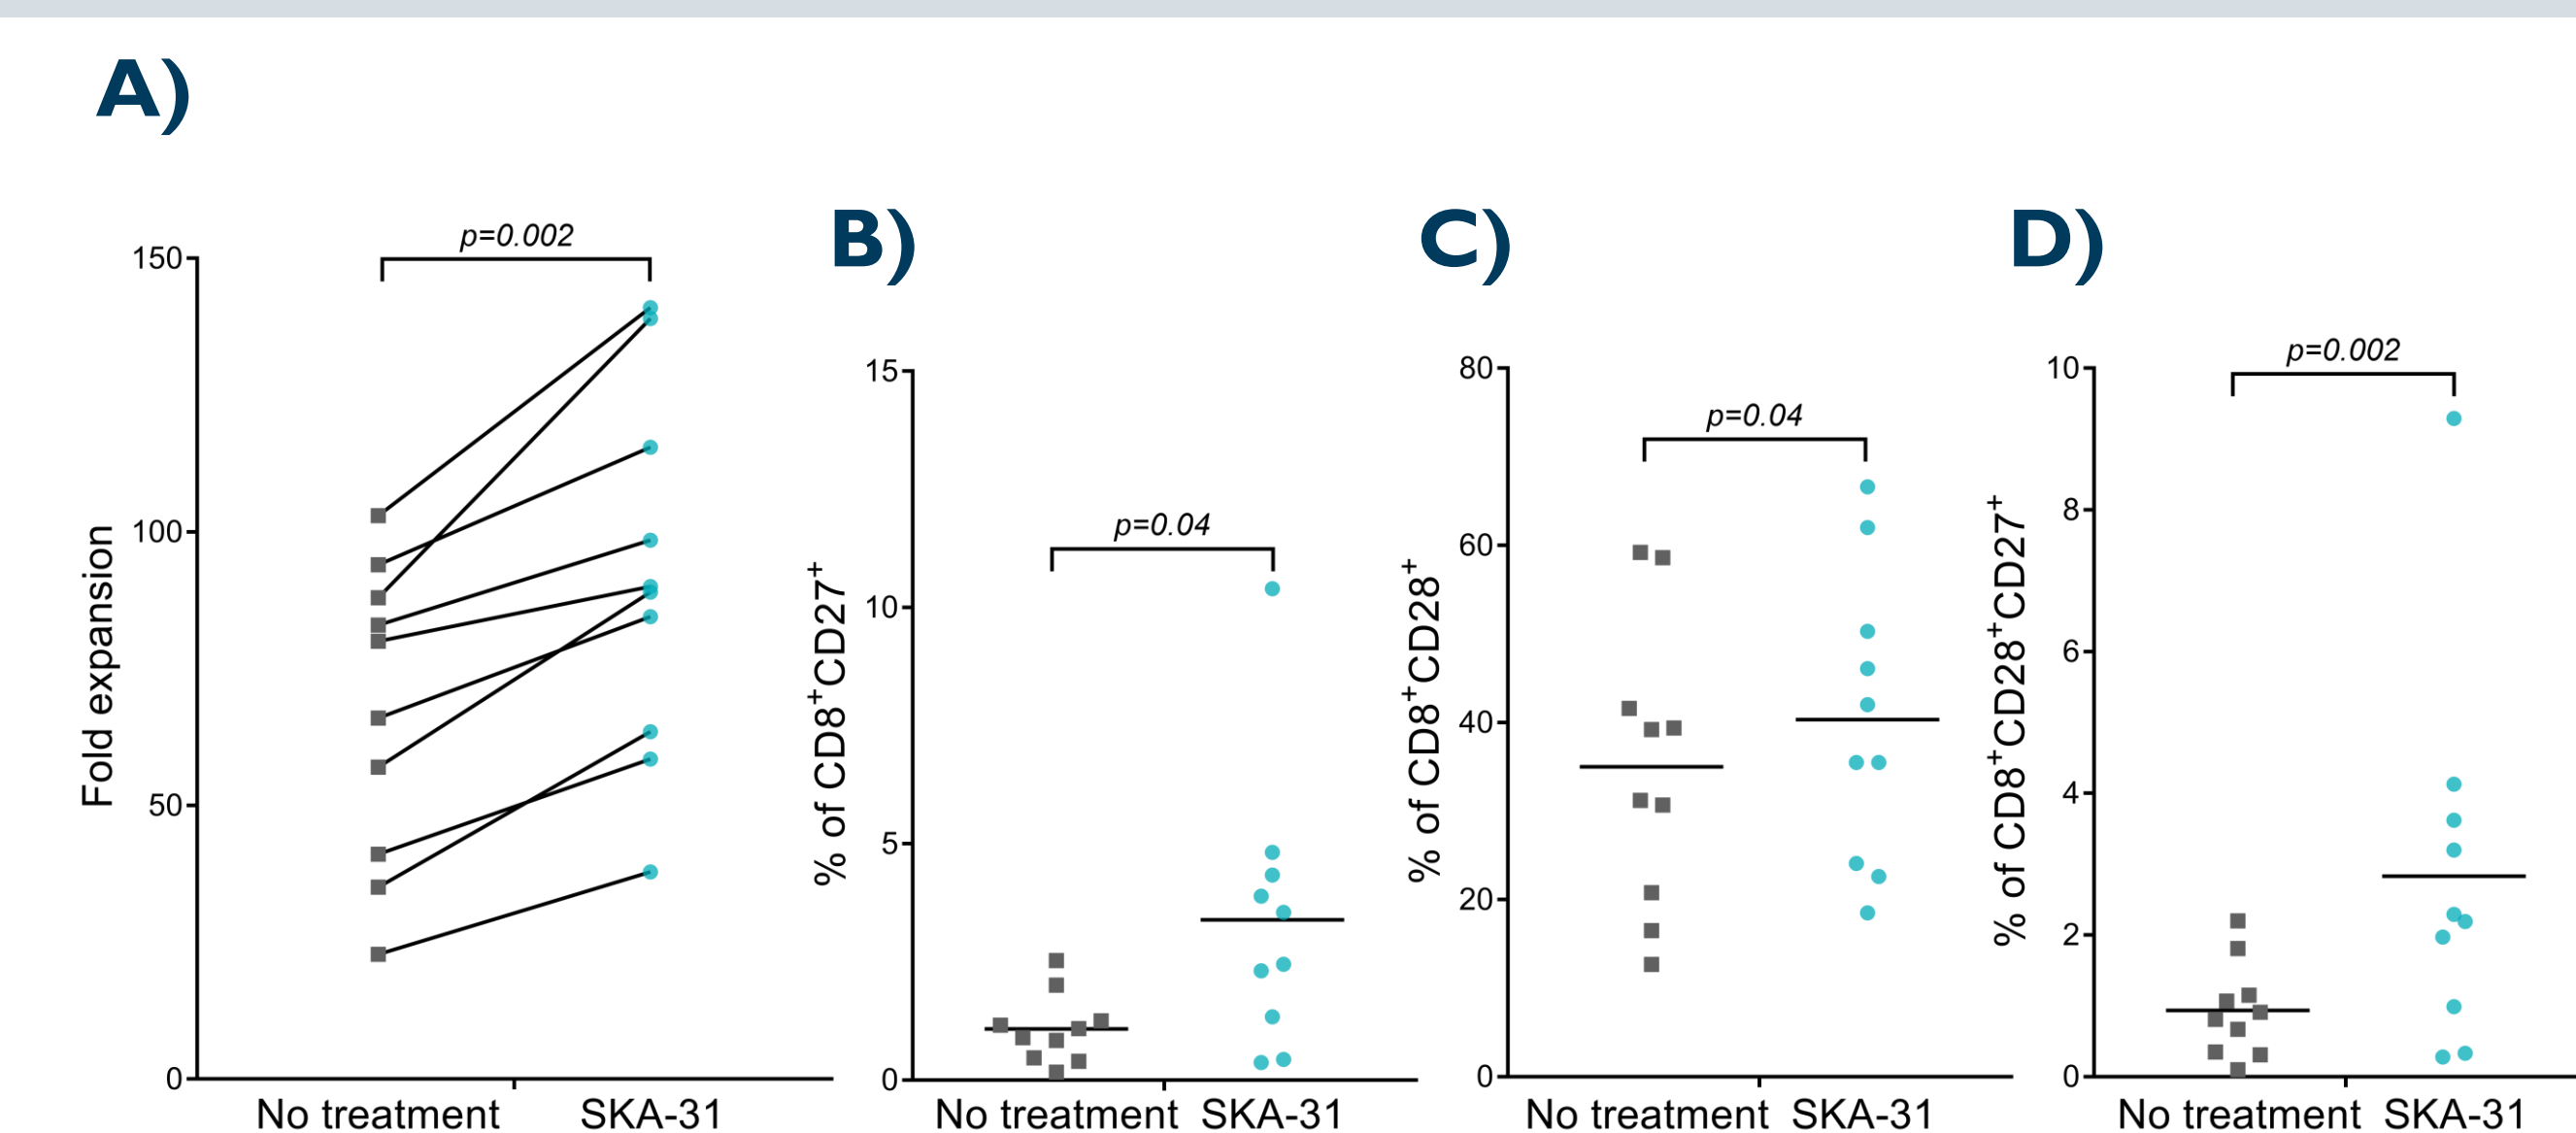 A)
p=0.002
150
100
50
0
Fold expansion
No treatment
SKA-31
B)
p=0.04
15
10
5
0
% of CD8⁺CD27⁺
No treatment
SKA-31
C)
p=0.04
80
60
40
20
0
% of CD8⁺CD28⁺
No treatment
SKA-31
D)
p=0.002
10
8
6
4
2
0
% of CD8⁺CD28⁺CD27⁺
No treatment
SKA-31